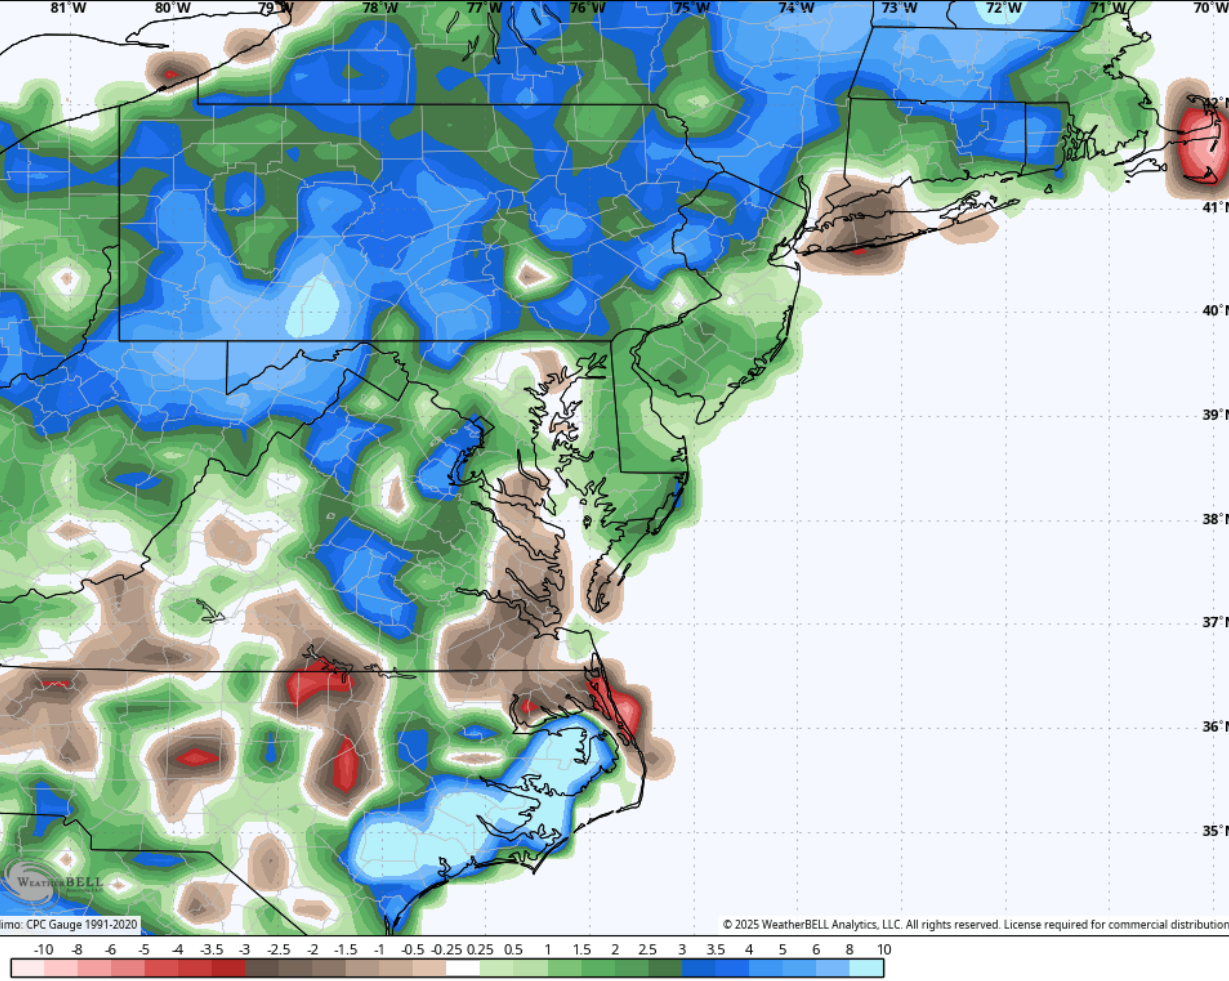 81°W 80°W 79°W 78°W 77°W 76°W 75°W 74°W 73°W 72°W 71°W 70°W
42°N
41°N
40°N
39°N
38°N
37°N
36°N
35°N
WEATHERBELL
limo: CPC Gauge 1991-2020
© 2025 WeatherBELL Analytics, LLC. All rights reserved. License required for commercial distribution
-10 -8 -6 -5 -4 -3.5 -3 -2.5 -2 -1.5 -1 -0.5 -0.25 0.25 0.5 1 1.5 2 2.5 3 3.5 4 5 6 8 10